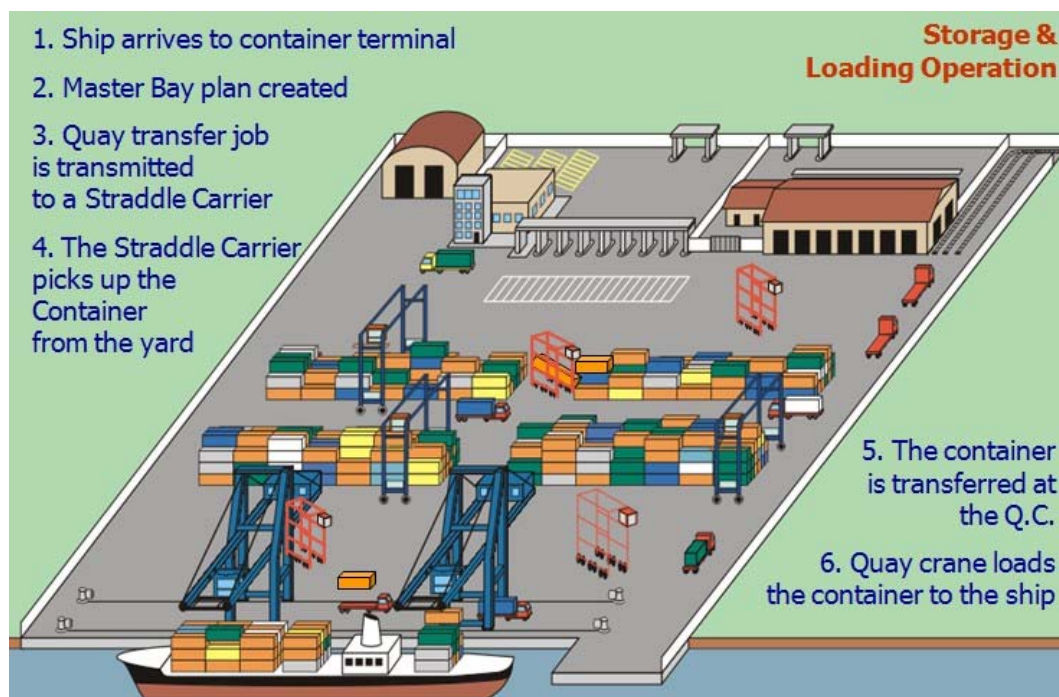 1. Ship arrives to container terminal
2. Master Bay plan created
3. Quay transfer job
is transmitted
to a Straddle Carrier
4. The Straddle Carrier
picks up the
Container
from the yard
Storage &
Loading Operation
5. The container
is transferred at
the Q.C.
6. Quay crane loads
the container to the ship